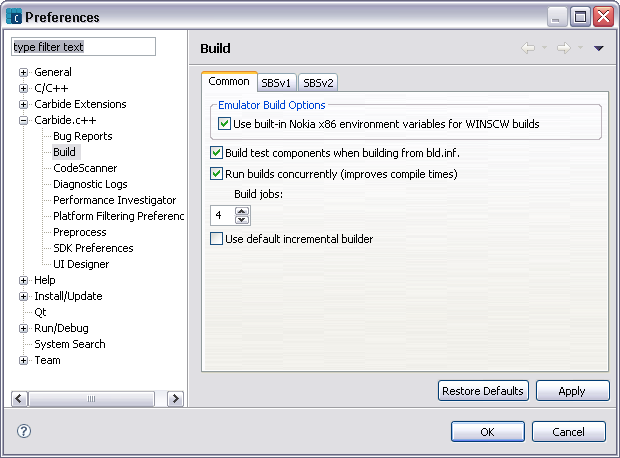 Preferences
type filter text
General
C/C++
Carbide Extensions
Carbide.c++
Bug Reports
Build
CodeScanner
Diagnostic Logs
Performance Investigator
Platform Filtering Preferenc
Preprocess
SDK Preferences
UI Designer
Help
Install/Update
Qt
Run/Debug
System Search
Team
Build
Common SBSv1 SBSv2
Emulator Build Options
Use built-in Nokia x86 environment variables for WINSCW builds
Build test components when building from bld.inf.
Run builds concurrently (improves compile times)
Build jobs:
4
Use default incremental builder
Restore Defaults Apply
? OK Cancel